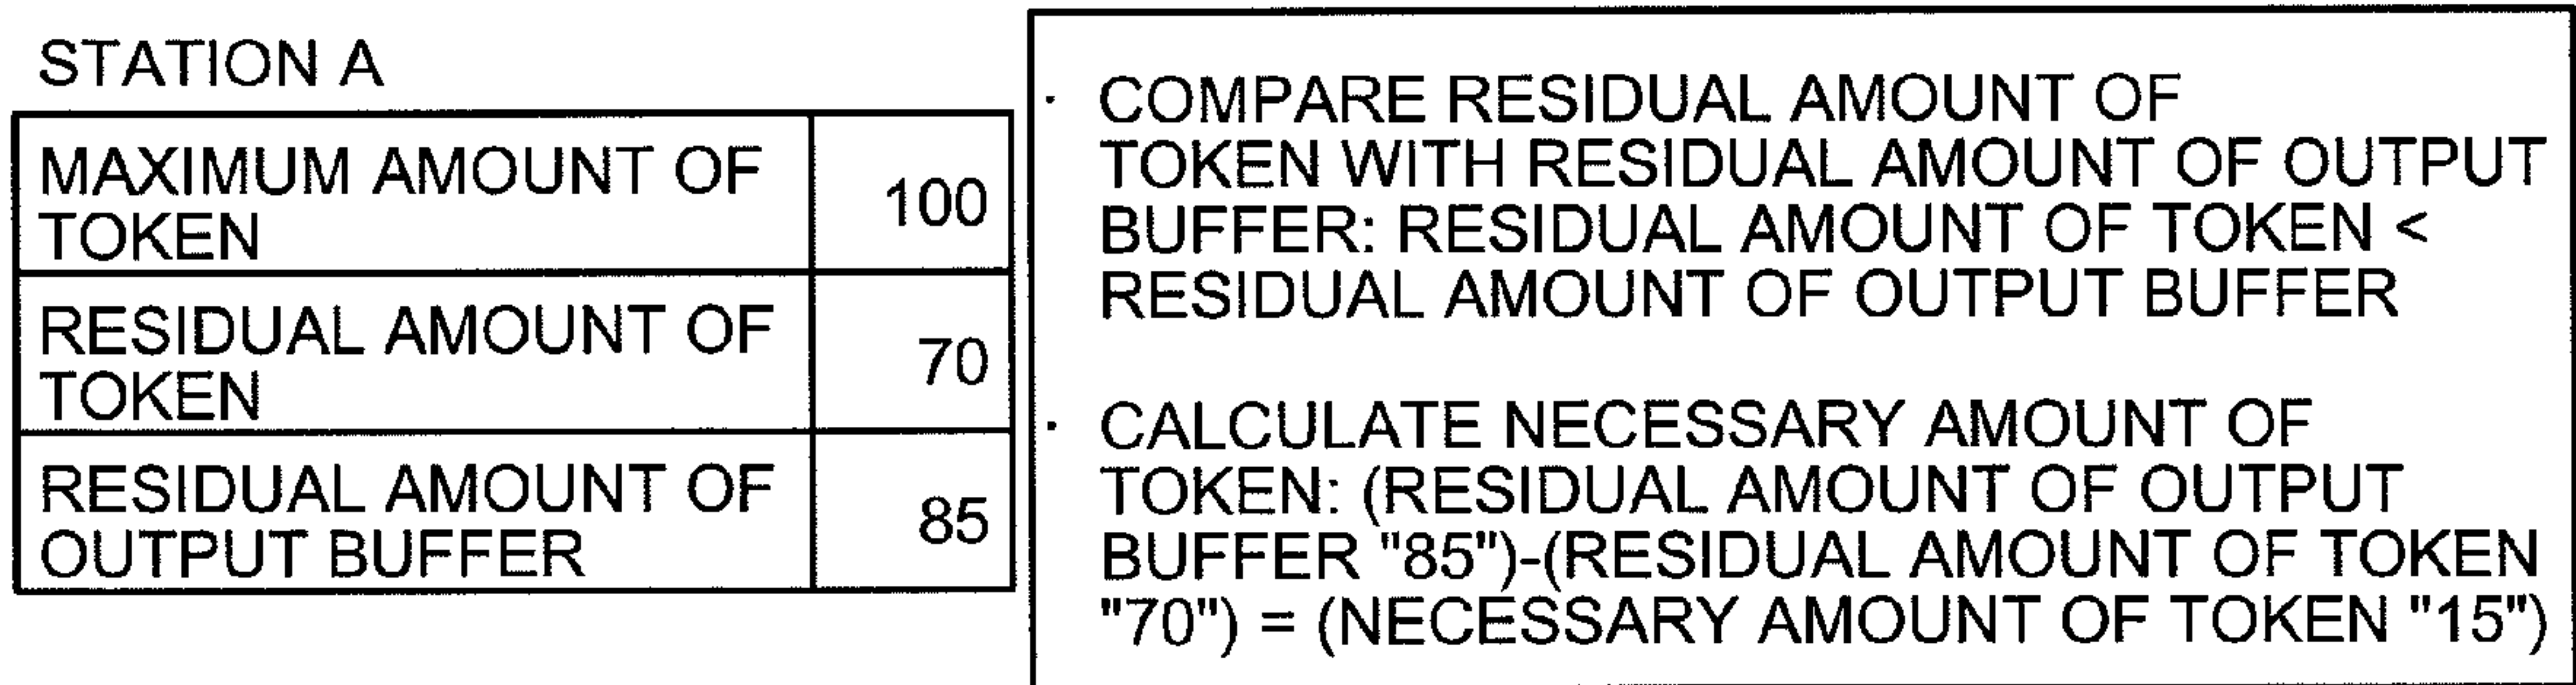 STATION A
MAXIMUM AMOUNT OF
TOKEN
100
RESIDUAL AMOUNT OF
TOKEN
70
RESIDUAL AMOUNT OF
OUTPUT BUFFER
85
· COMPARE RESIDUAL AMOUNT OF
TOKEN WITH RESIDUAL AMOUNT OF OUTPUT
BUFFER: RESIDUAL AMOUNT OF TOKEN <
RESIDUAL AMOUNT OF OUTPUT BUFFER
· CALCULATE NECESSARY AMOUNT OF
TOKEN: (RESIDUAL AMOUNT OF OUTPUT
BUFFER "85")-(RESIDUAL AMOUNT OF TOKEN
"70") = (NECESSARY AMOUNT OF TOKEN "15")